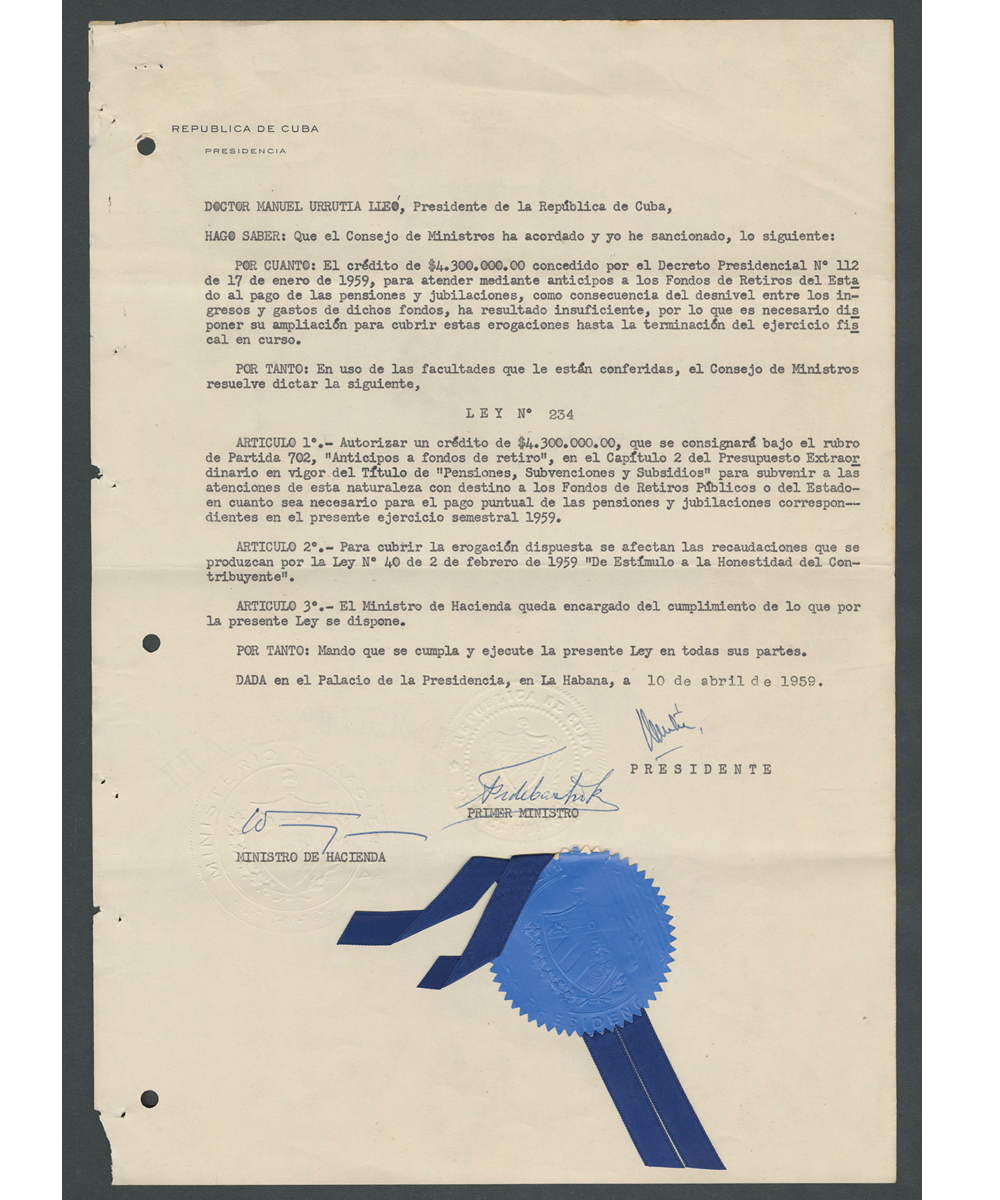 REPUBLICA DE CUBA
PRESIDENCIA
DOCTOR MANUEL URRUTIA LLEÓ, Presidente de la República de Cuba,
HAGO SABER: Que el Consejo de Ministros ha acordado y yo he sancionado, lo siguiente:
POR CUANTO: El crédito de $4.300.000.00 concedido por el Decreto Presidencial N° 112
de 17 de enero de 1959, para atender mediante anticipos a los Fondos de Retiros del Esta
do al pago de las pensiones y jubilaciones, como consecuencia del desnivel entre los in-
gresos y gastos de dichos fondos, ha resultado insuficiente, por lo que es necesario dis
poner su ampliación para cubrir estas erogaciones hasta la terminación del ejercicio fis
cal en curso.
POR TANTO: En uso de las facultades que le están conferidas, el Consejo de Ministros
resuelve dictar la siguiente,
LEY N° 234
ARTICULO 1°.- Autorizar un crédito de $4.300.000.00, que se consignará bajo el rubro
de Partida 702, "Anticipos a fondos de retiro", en el Capítulo 2 del Presupuesto Extraor
dinario en vigor del Título de "Pensiones, Subvenciones y Subsidios" para subvenir a las
atenciones de esta naturaleza con destino a los Fondos de Retiros Públicos o del Estado-
en cuanto sea necesario para el pago puntual de las pensiones y jubilaciones correspon--
dientes en el presente ejercicio semestral 1959.
ARTICULO 2°.- Para cubrir la erogación dispuesta se afectan las recaudaciones que se
produzcan por la Ley N° 40 de 2 de febrero de 1959 "De Estímulo a la Honestidad del Con-
tribuyente".
ARTICULO 3°.- El Ministro de Hacienda queda encargado del cumplimiento de lo que por
la presente Ley se dispone.
POR TANTO: Mando que se cumpla y ejecute la presente Ley en todas sus partes.
DADA en el Palacio de la Presidencia, en La Habana, a 10 de abril de 1959.
REPUBLICA DE CUBA
PRESIDENTE
PRIMER MINISTRO
MINISTERIO
MINISTRO DE HACIENDA